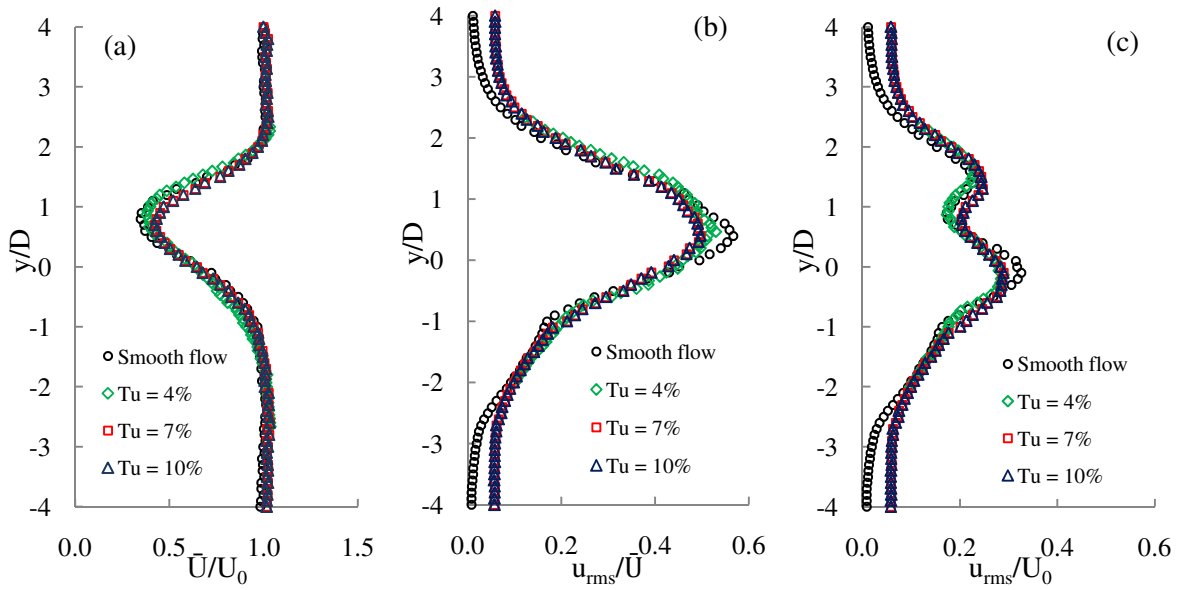 (a)
y/D
4
3
2
1
0
-1
-2
-3
-4
Smooth flow
Tu = 4%
Tu = 7%
Tu = 10%
0.0 0.5 1.0 1.5
Ū/U₀
(b)
y/D
4
3
2
1
-0
-1
-2
-3
-4
Smooth flow
Tu = 4%
Tu = 7%
Tu = 10%
0.0 0.2 0.4 0.6
uᵣₘₛ/Ū
(c)
y/D
4
3
2
1
0
-1
-2
-3
-4
Smooth flow
Tu = 4%
Tu = 7%
Tu = 10%
0.0 0.2 0.4 0.6
uᵣₘₛ/U₀